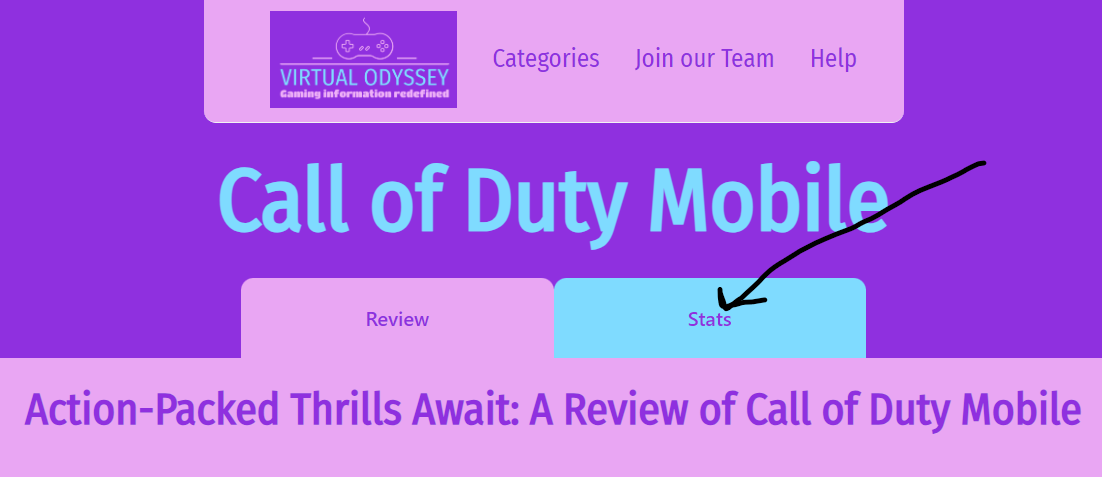 VIRTUAL ODYSSEY
Gaming information redefined
Categories Join our Team Help
Call of Duty Mobile
Review Stats
Action-Packed Thrills Await: A Review of Call of Duty Mobile